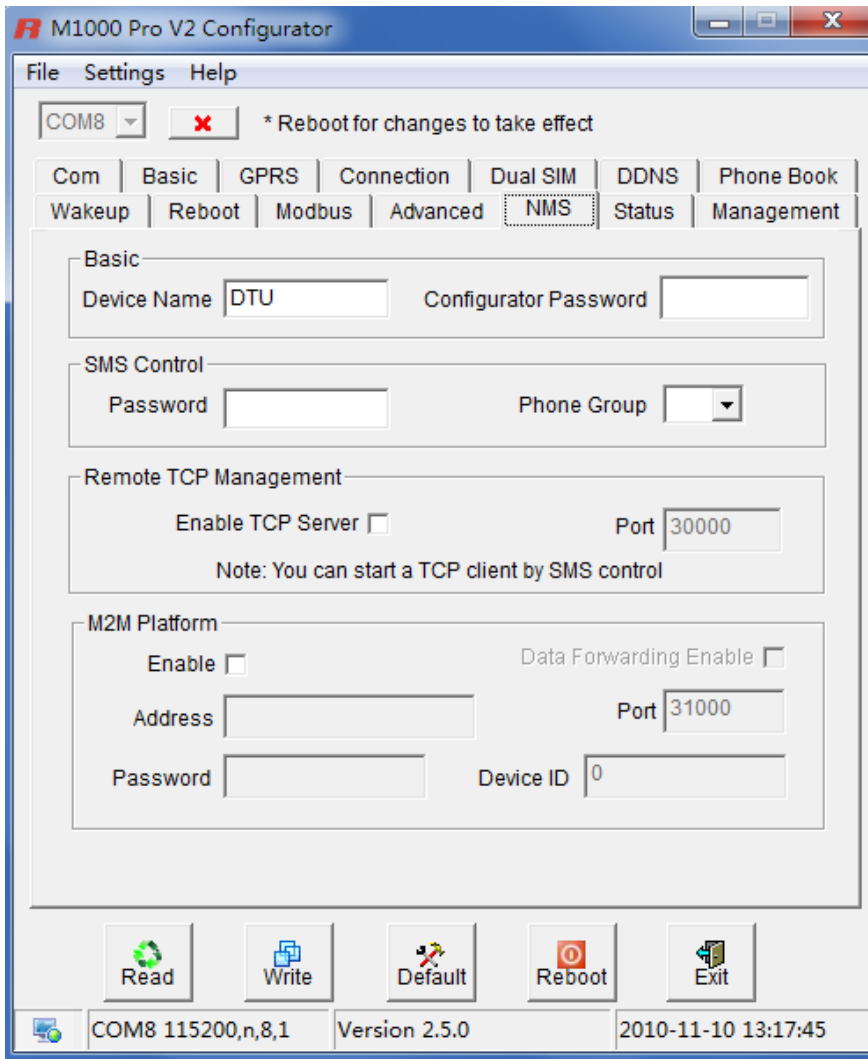 M1000 Pro V2 Configurator
File Settings Help
COM8 * Reboot for changes to take effect
Com Basic GPRS Connection Dual SIM DDNS Phone Book
Wakeup Reboot Modbus Advanced NMS Status Management
Basic
Device Name DTU Configurator Password
SMS Control
Password Phone Group
Remote TCP Management
Enable TCP Server Port 30000
Note: You can start a TCP client by SMS control
M2M Platform
Enable Data Forwarding Enable
Address Port 31000
Password Device ID 0
Read Write Default Reboot Exit
COM8 115200,n,8,1 Version 2.5.0 2010-11-10 13:17:45